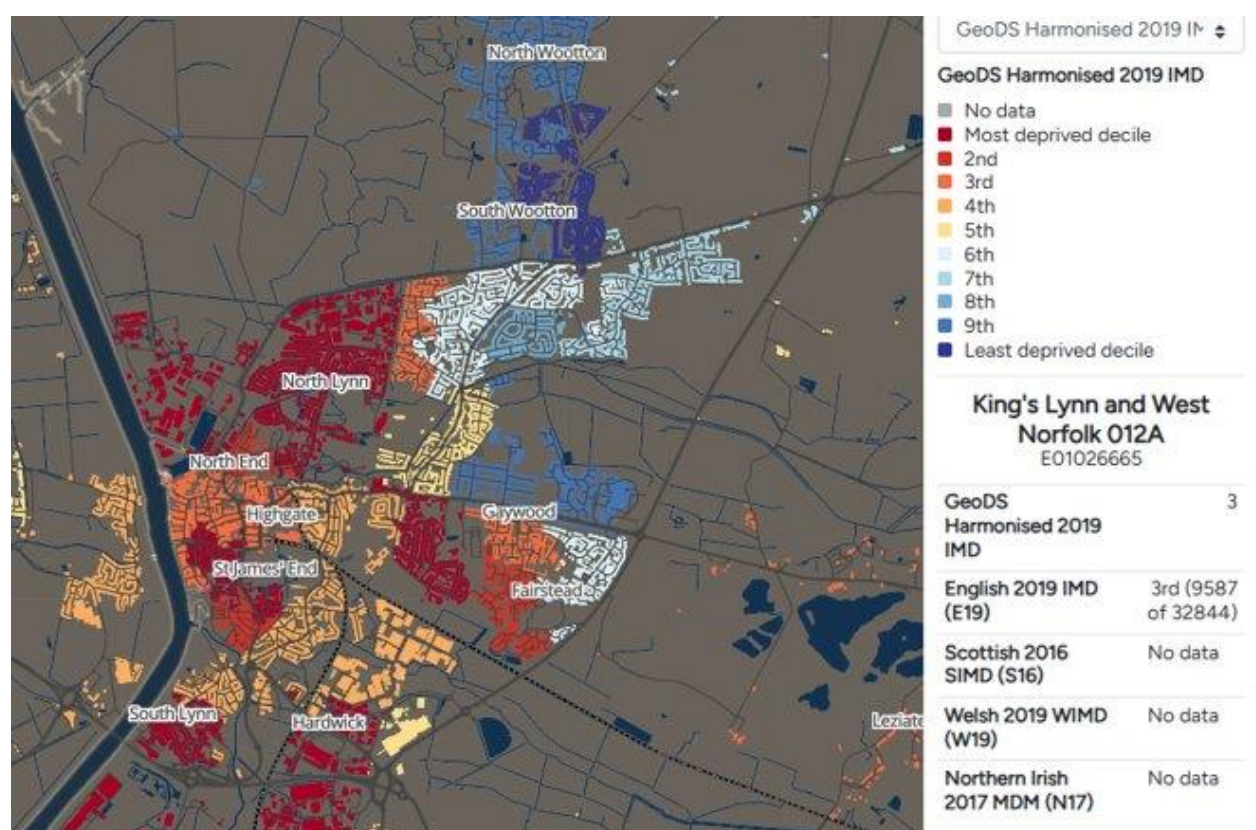 North Wootton
South Wootton
North Lynn
North End
Highgate
Gaywood
St James' End
Fairstead
South Lynn
Hardwick
Leziate
GeoDS Harmonised 2019 IM
GeoDS Harmonised 2019 IMD
No data
Most deprived decile
2nd
3rd
4th
5th
6th
7th
8th
9th
Least deprived decile
King's Lynn and West
Norfolk 012A
E01026665
GeoDS 3
Harmonised 2019
IMD
English 2019 IMD 3rd (9587
(E19) of 32844)
Scottish 2016 No data
SIMD (S16)
Welsh 2019 WIMD No data
(W19)
Northern Irish No data
2017 MDM (N17)